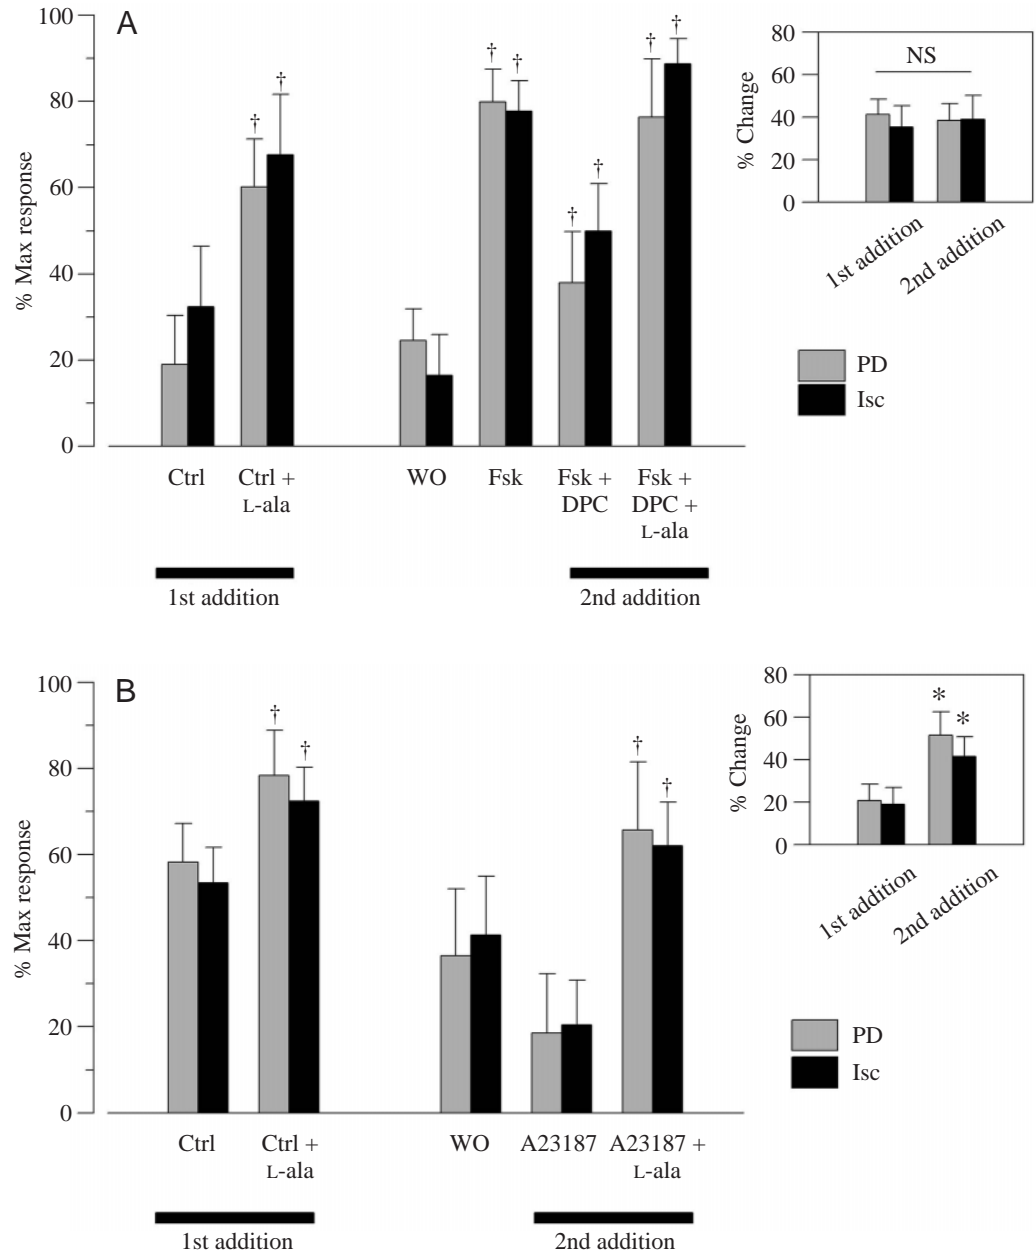 A
100
80
60
40
20
0
% Max response
† † † † † † † †
Ctrl
Ctrl +
L-ala
WO
Fsk
Fsk +
DPC
Fsk +
DPC +
L-ala
1st addition
2nd addition
80
60
40
20
0
% Change
NS
1st addition
2nd addition
PD
Isc
B
100
80
60
40
20
0
% Max response
† † † †
Ctrl
Ctrl +
L-ala
WO
A23187
A23187 +
L-ala
1st addition
2nd addition
80
60
40
20
0
% Change
* *
1st addition
2nd addition
PD
Isc